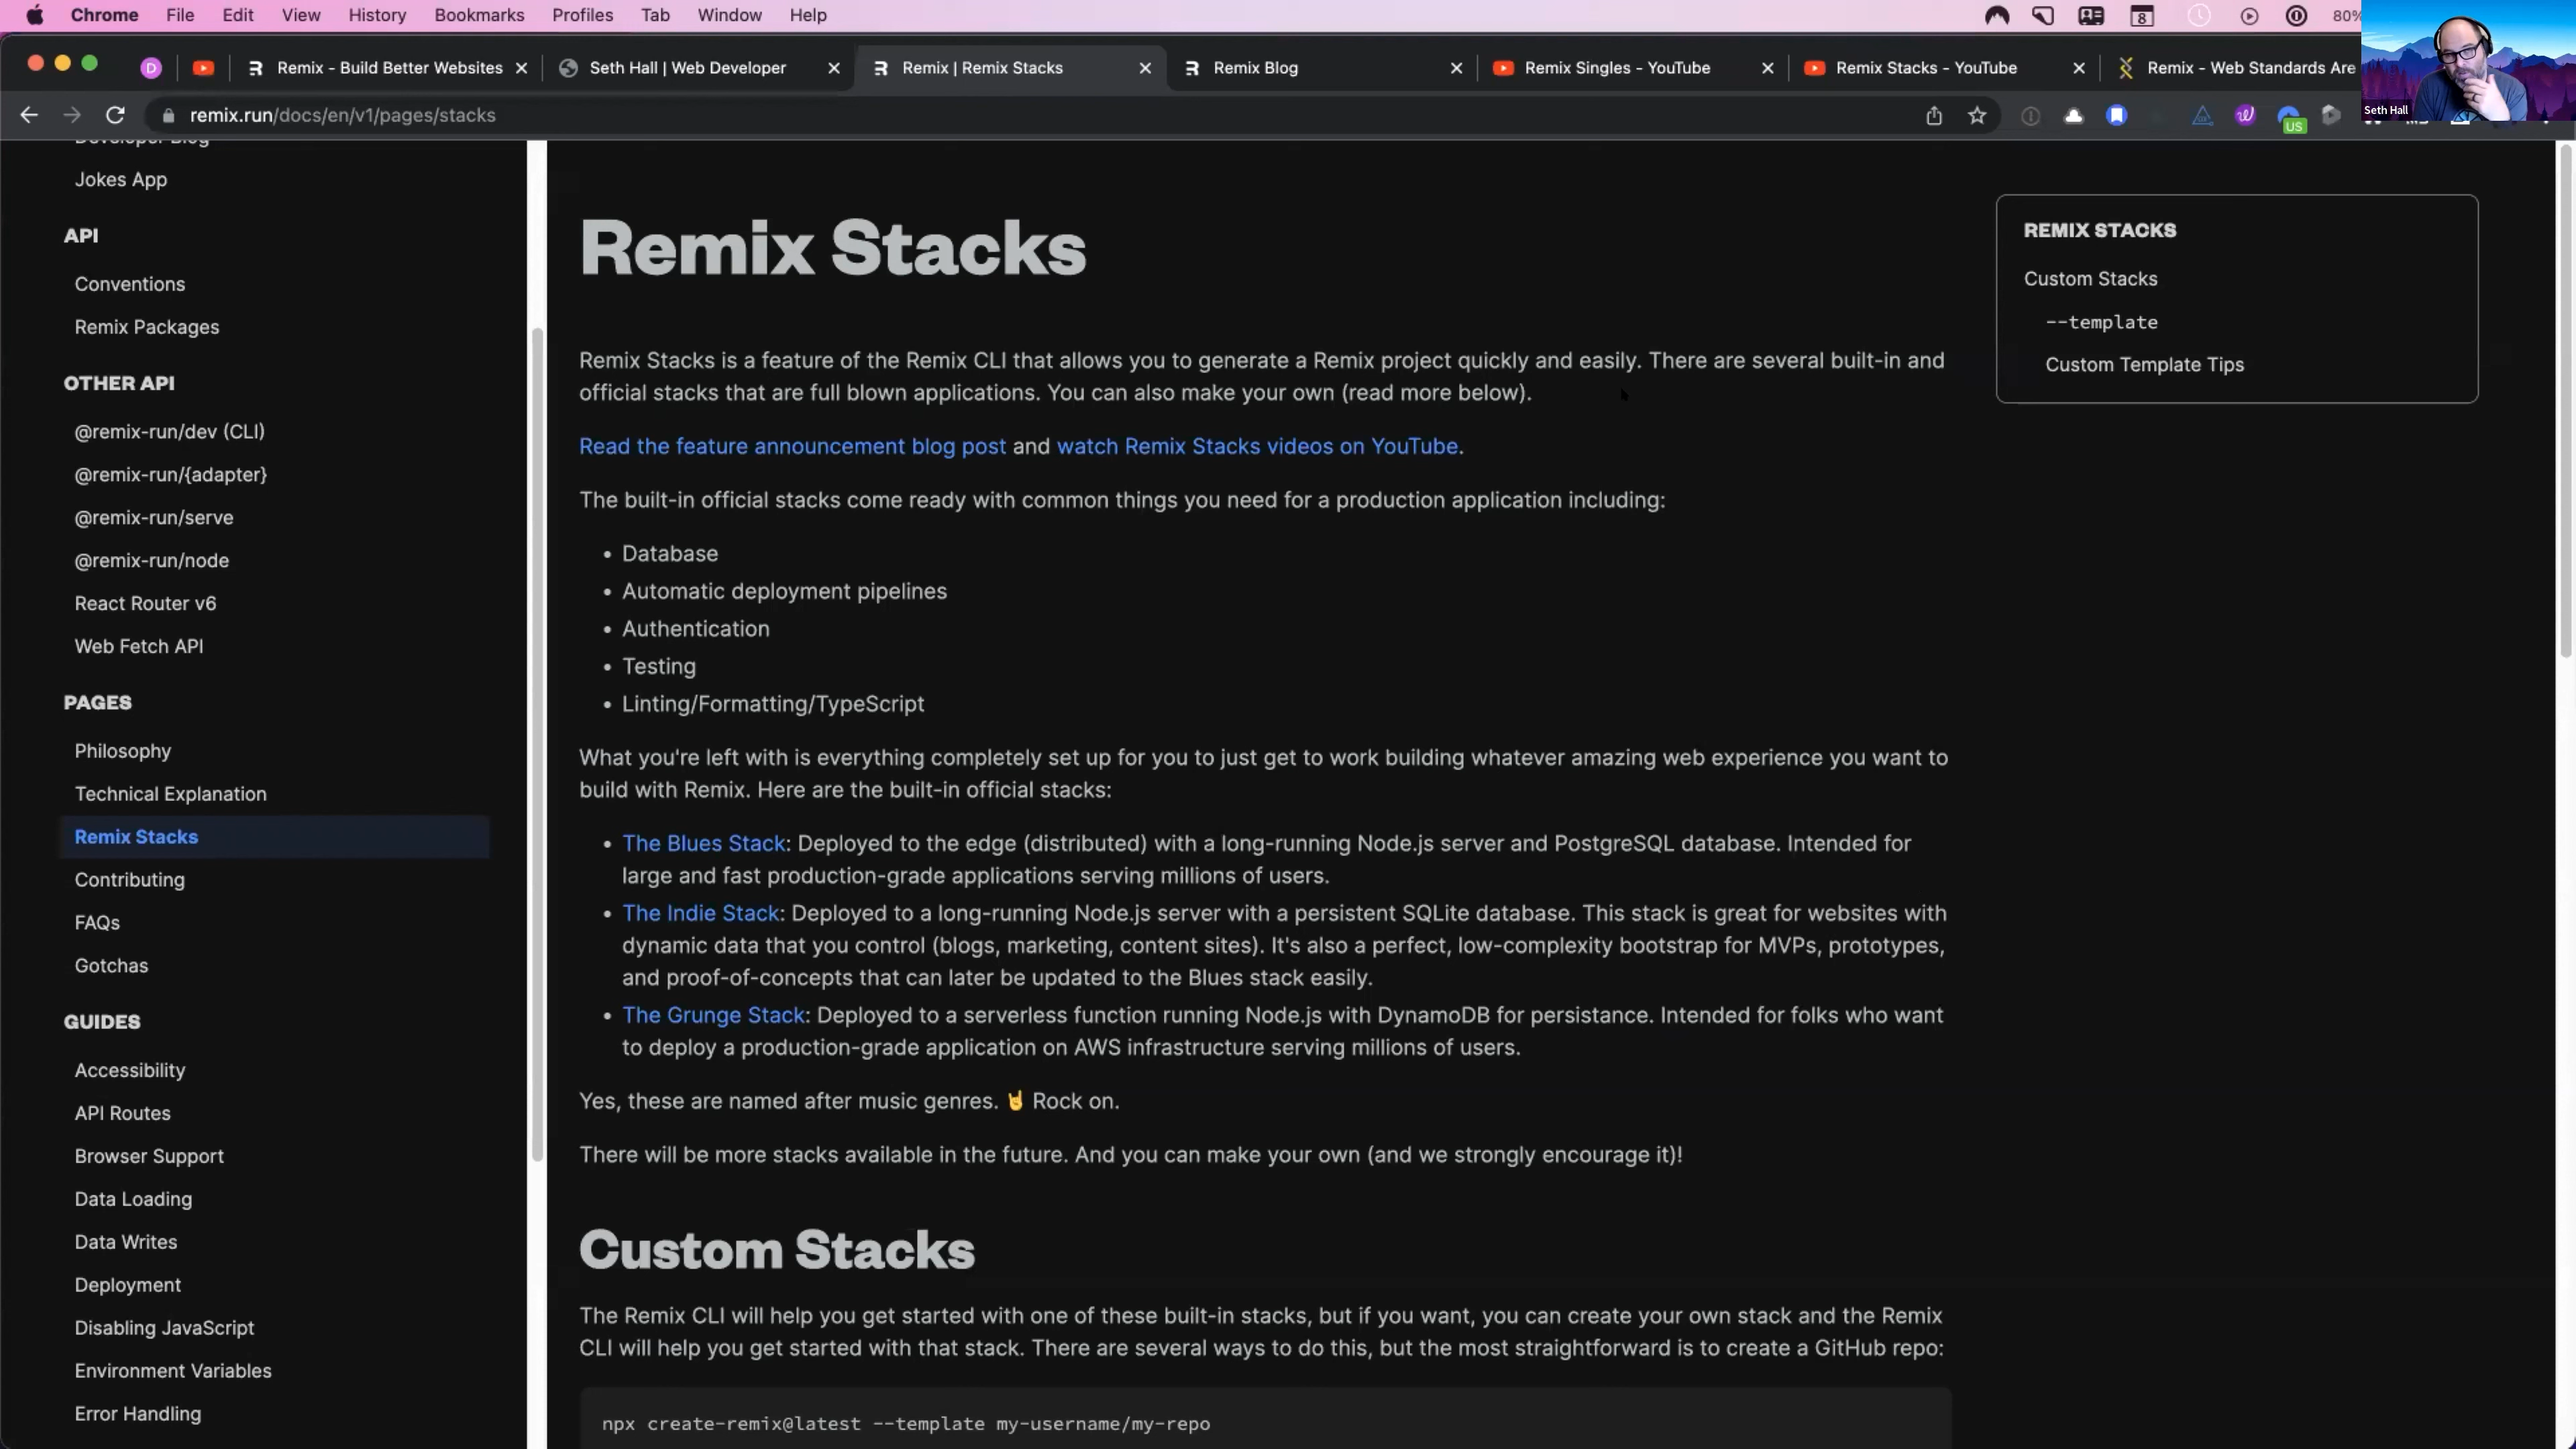 Chrome File Edit View History Bookmarks Profiles Tab Window Help 8 80%
D Remix - Build Better Websites Seth Hall | Web Developer Remix | Remix Stacks Remix Blog Remix Singles - YouTube Remix Stacks - YouTube Remix - Web Standards Are
remix.run/docs/en/v1/pages/stacks
US
Seth Hall
Developer Blog
Jokes App
API
Conventions
Remix Packages
OTHER API
@remix-run/dev (CLI)
@remix-run/{adapter}
@remix-run/serve
@remix-run/node
React Router v6
Web Fetch API
PAGES
Philosophy
Technical Explanation
Remix Stacks
Contributing
FAQs
Gotchas
GUIDES
Accessibility
API Routes
Browser Support
Data Loading
Data Writes
Deployment
Disabling JavaScript
Environment Variables
Error Handling
Remix Stacks
Remix Stacks is a feature of the Remix CLI that allows you to generate a Remix project quickly and easily. There are several built-in and
official stacks that are full blown applications. You can also make your own (read more below).
Read the feature announcement blog post and watch Remix Stacks videos on YouTube.
The built-in official stacks come ready with common things you need for a production application including:
• Database
• Automatic deployment pipelines
• Authentication
• Testing
• Linting/Formatting/TypeScript
What you're left with is everything completely set up for you to just get to work building whatever amazing web experience you want to
build with Remix. Here are the built-in official stacks:
• The Blues Stack: Deployed to the edge (distributed) with a long-running Node.js server and PostgreSQL database. Intended for
large and fast production-grade applications serving millions of users.
• The Indie Stack: Deployed to a long-running Node.js server with a persistent SQLite database. This stack is great for websites with
dynamic data that you control (blogs, marketing, content sites). It's also a perfect, low-complexity bootstrap for MVPs, prototypes,
and proof-of-concepts that can later be updated to the Blues stack easily.
• The Grunge Stack: Deployed to a serverless function running Node.js with DynamoDB for persistance. Intended for folks who want
to deploy a production-grade application on AWS infrastructure serving millions of users.
Yes, these are named after music genres. 🤘 Rock on.
There will be more stacks available in the future. And you can make your own (and we strongly encourage it)!
Custom Stacks
The Remix CLI will help you get started with one of these built-in stacks, but if you want, you can create your own stack and the Remix
CLI will help you get started with that stack. There are several ways to do this, but the most straightforward is to create a GitHub repo:
npx create-remix@latest --template my-username/my-repo
REMIX STACKS
Custom Stacks
--template
Custom Template Tips